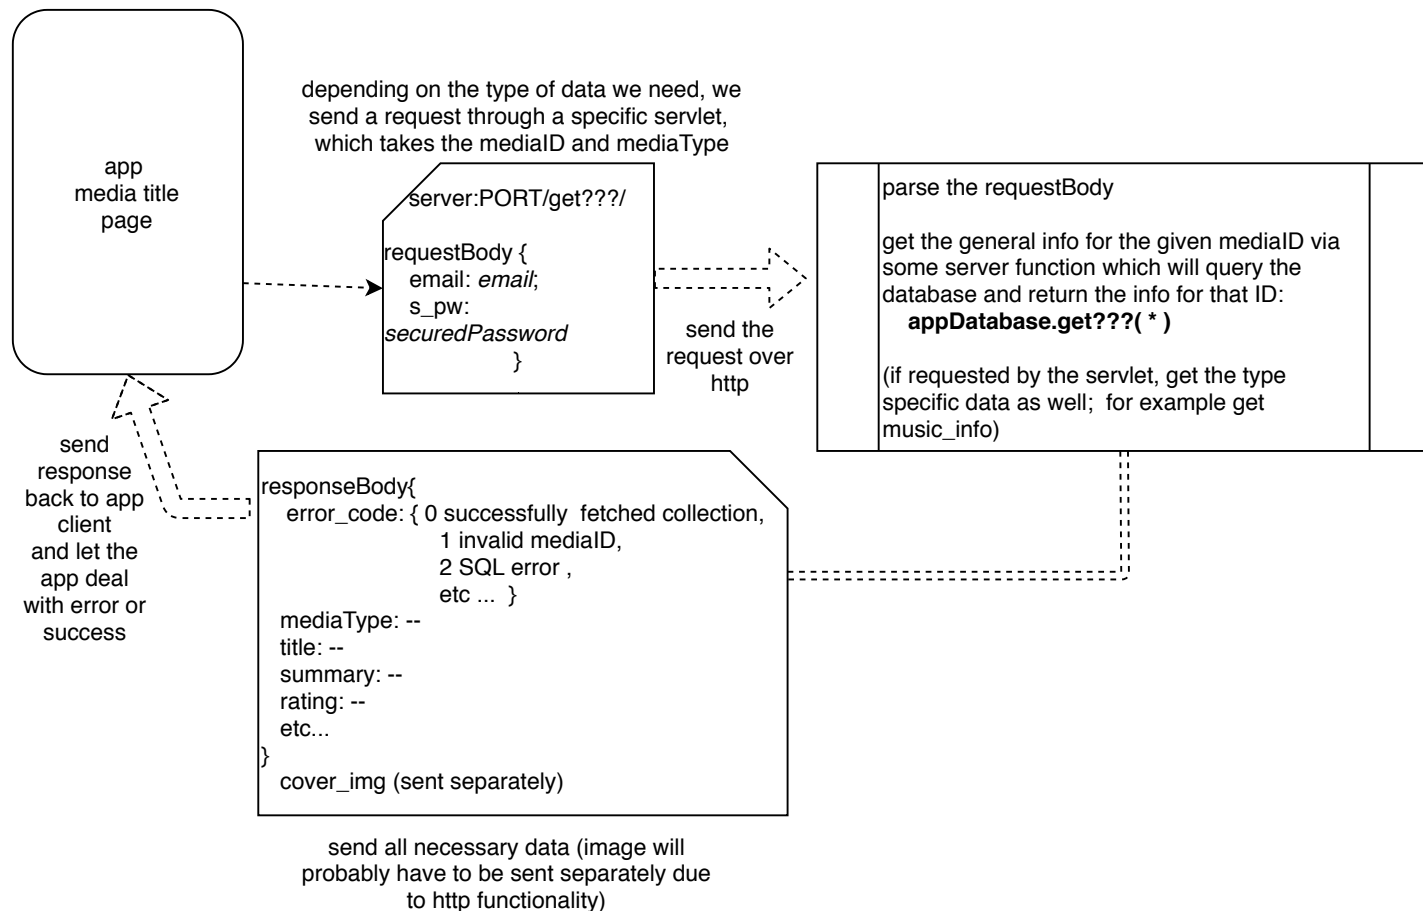 app
media title
page
depending on the type of data we need, we
send a request through a specific servlet,
which takes the mediaID and mediaType
server:PORT/get???/
requestBody {
email: email;
s_pw:
securedPassword
}
send the
request over
http
parse the requestBody
get the general info for the given mediaID via
some server function which will query the
database and return the info for that ID:
appDatabase.get???( * )
(if requested by the servlet, get the type
specific data as well;  for example get
music_info)
send
response
back to app
client
and let the
app deal
with error or
success
responseBody{
error_code: { 0 successfully  fetched collection,
1 invalid mediaID,
2 SQL error ,
etc ...  }
mediaType: --
title: --
summary: --
rating: --
etc...
}
cover_img (sent separately)
send all necessary data (image will
probably have to be sent separately due
to http functionality)